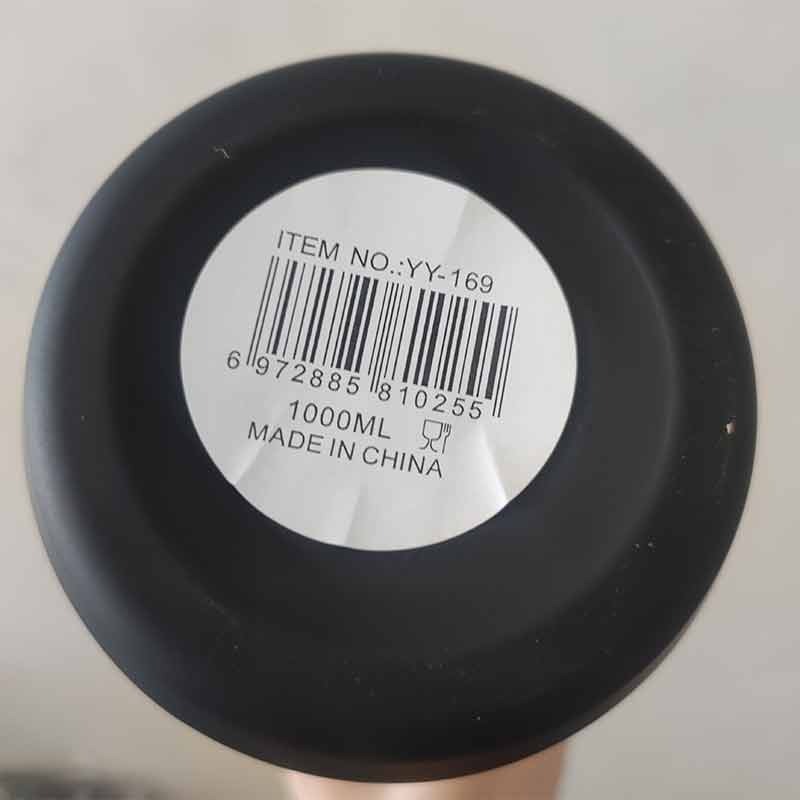 ITEM NO.:YY-169
6 972885 810255
1000ML
MADE IN CHINA